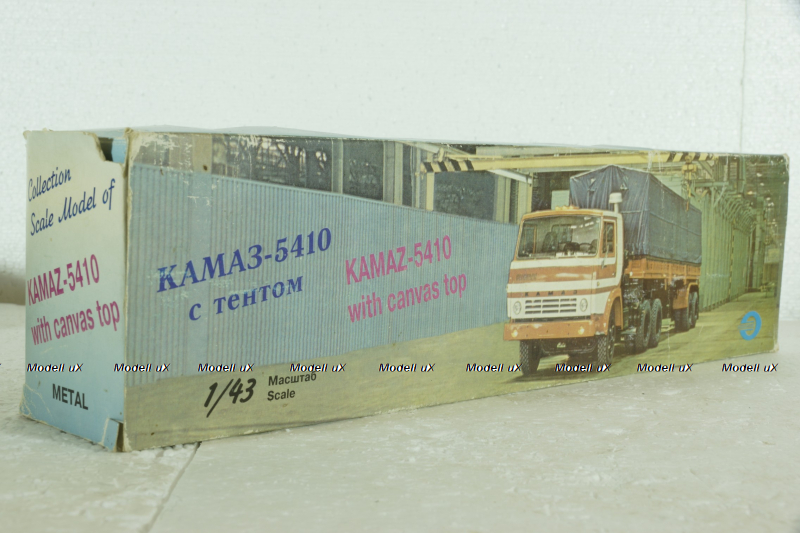 Collection
Scale Model of
KAMAZ-5410
with canvas top
METAL
КАМАЗ-5410
с тентом
KAMAZ-5410
with canvas top
1/43
Масштаб
Scale
Modell uX Modell uX Modell uX Modell uX Modell uX Modell uX Modell uX Modell uX Modell uX